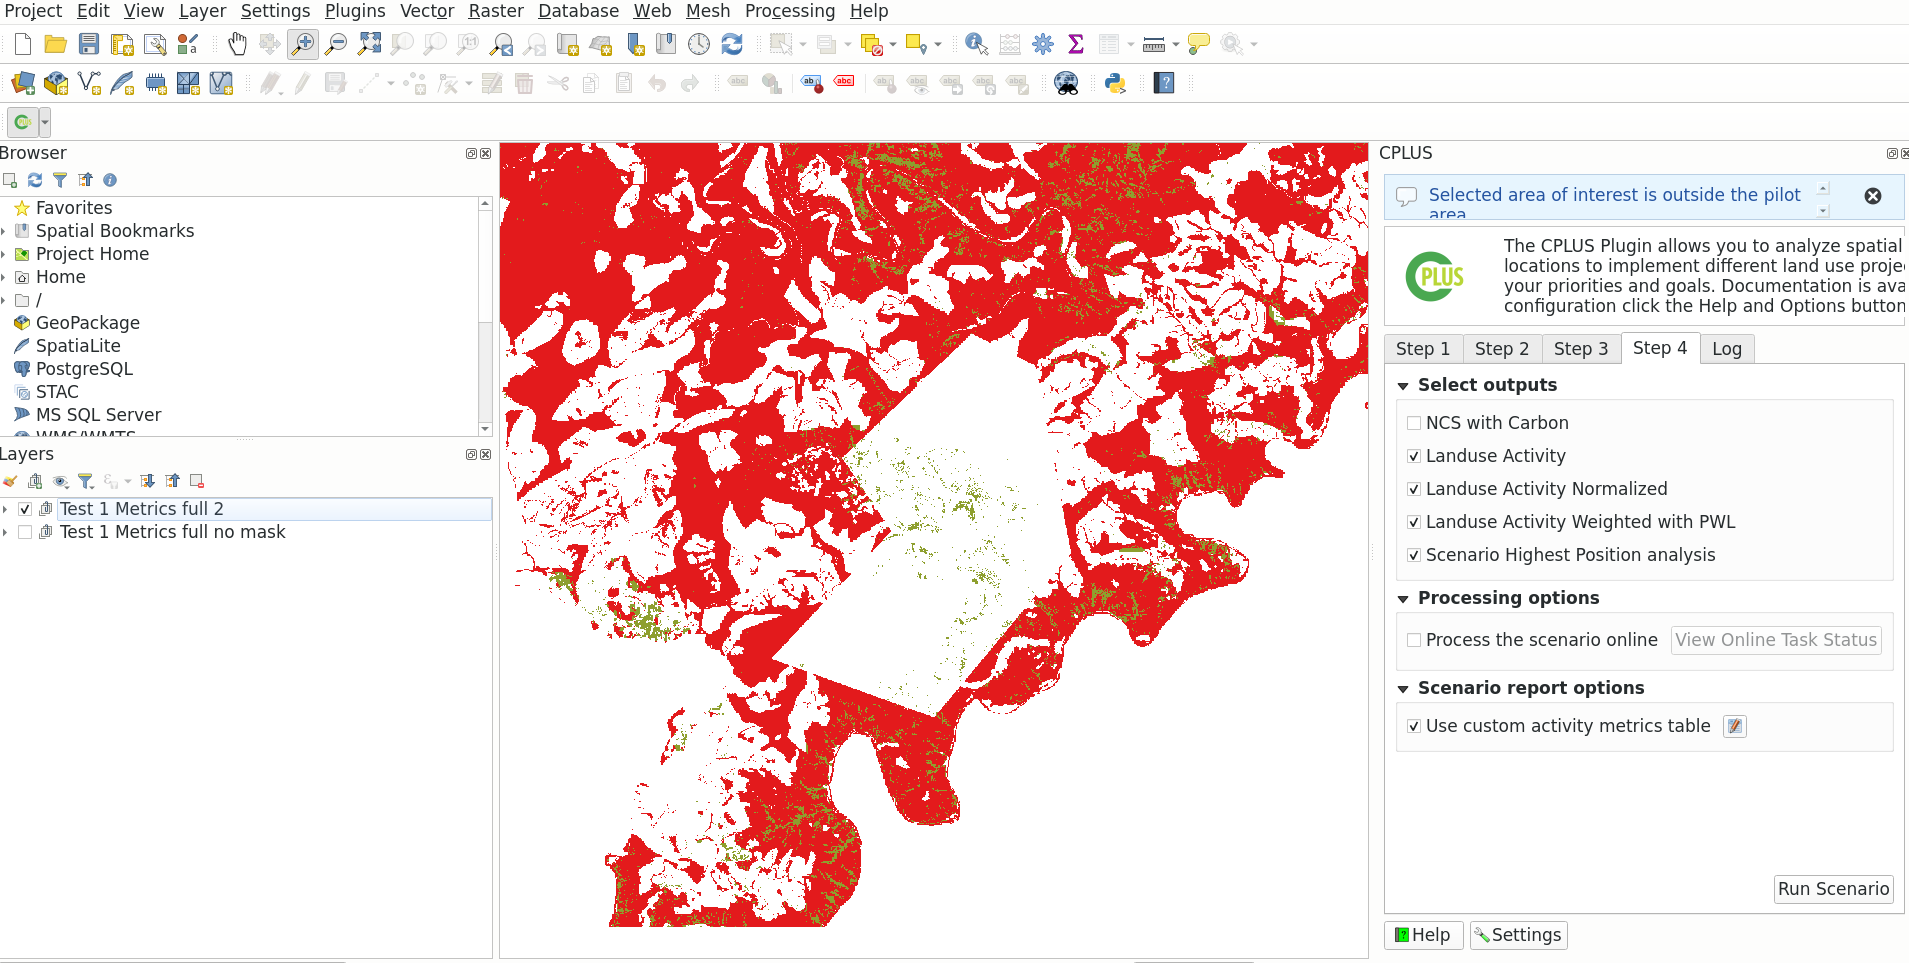 Project Edit View Layer Settings Plugins Vector Raster Database Web Mesh Processing Help
Browser
Favorites
Spatial Bookmarks
Project Home
Home
/
GeoPackage
SpatiaLite
PostgreSQL
STAC
MS SQL Server
WMS/WMTS
Layers
Test 1 Metrics full 2
Test 1 Metrics full no mask
CPLUS
Selected area of interest is outside the pilot
area
PLUS
The CPLUS Plugin allows you to analyze spatial
locations to implement different land use proje
your priorities and goals. Documentation is ava
configuration click the Help and Options button
Step 1 Step 2 Step 3 Step 4 Log
Select outputs
NCS with Carbon
Landuse Activity
Landuse Activity Normalized
Landuse Activity Weighted with PWL
Scenario Highest Position analysis
Processing options
Process the scenario online View Online Task Status
Scenario report options
Use custom activity metrics table
Run Scenario
Help Settings